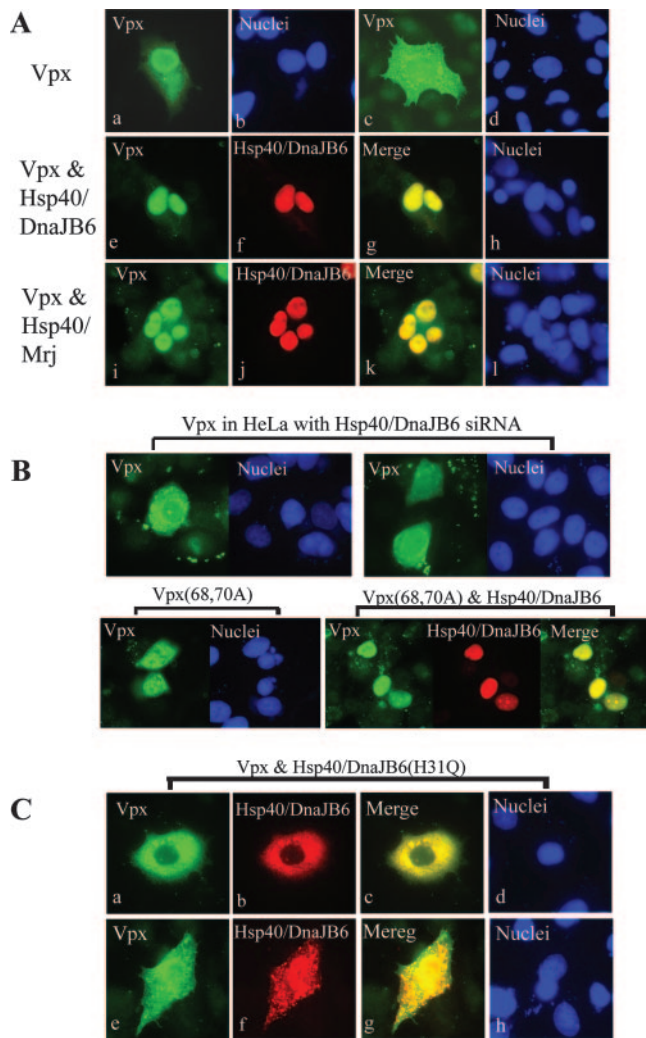 A
Vpx
Vpx Nuclei Vpx Nuclei
a b c d
Vpx &
Hsp40/
DnaJB6
Vpx Hsp40/DnaJB6 Merge Nuclei
e f g h
Vpx &
Hsp40/
Mrj
Vpx Hsp40/DnaJB6 Merge Nuclei
i j k l
Vpx in HeLa with Hsp40/DnaJB6 siRNA
B
Vpx Nuclei Vpx Nuclei
Vpx(68,70A) Vpx(68,70A) & Hsp40/DnaJB6
Vpx Nuclei Vpx Hsp40/DnaJB6 Merge
Vpx & Hsp40/DnaJB6(H31Q)
C
Vpx Hsp40/DnaJB6 Merge Nuclei
a b c d
Vpx Hsp40/DnaJB6 Mereg Nuclei
e f g h